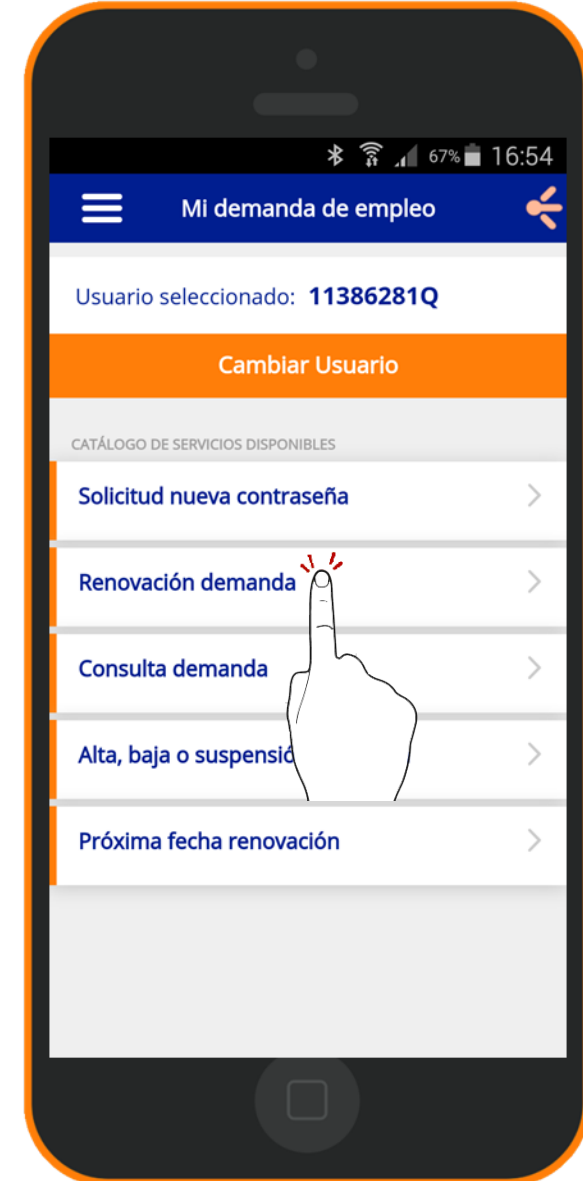 67% 16:54
Mi demanda de empleo
Usuario seleccionado: 11386281Q
Cambiar Usuario
CATÁLOGO DE SERVICIOS DISPONIBLES
Solicitud nueva contraseña
Renovación demanda
Consulta demanda
Alta, baja o
Próxima fecha renovación